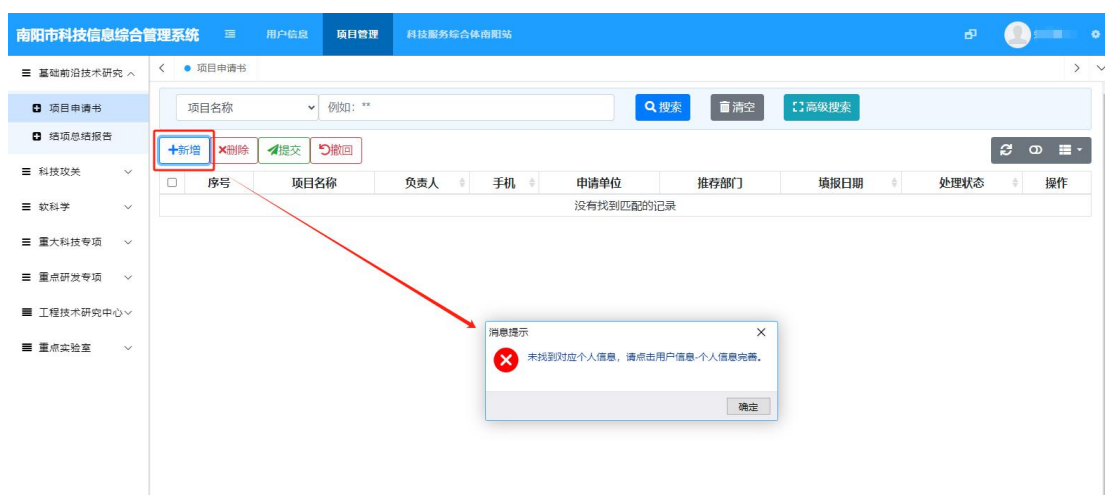 南阳市科技信息综合管理系统 用户信息 项目管理 科技服务综合体南阳站
基础前沿技术研究 项目申请书
项目申请书 项目名称 例如：** 搜索 清空 高级搜索
结项总结报告 新增 删除 提交 撤回
科技攻关 序号 项目名称 负责人 手机 申请单位 推荐部门 填报日期 处理状态 操作
软科学 没有找到匹配的记录
重大科技专项
重点研发专项
工程技术研究中心
重点实验室
消息提示
未找到对应个人信息，请点击用户信息-个人信息完善。
确定